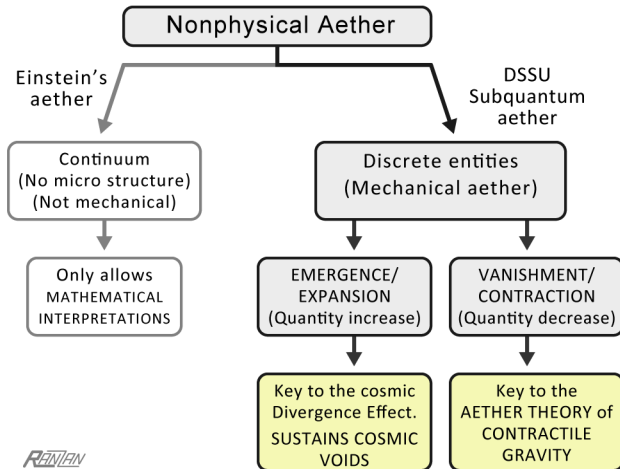 Nonphysical Aether
Einstein's
aether
DSSU
Subquantum
aether
Continuum
(No micro structure)
(Not mechanical)
Discrete entities
(Mechanical aether)
Only allows
MATHEMATICAL
INTERPRETATIONS
EMERGENCE/
EXPANSION
(Quantity increase)
VANISHMENT/
CONTRACTION
(Quantity decrease)
Key to the cosmic
Divergence Effect.
SUSTAINS COSMIC
VOIDS
Key to the
AETHER THEORY of
CONTRACTILE
GRAVITY
RANZAN